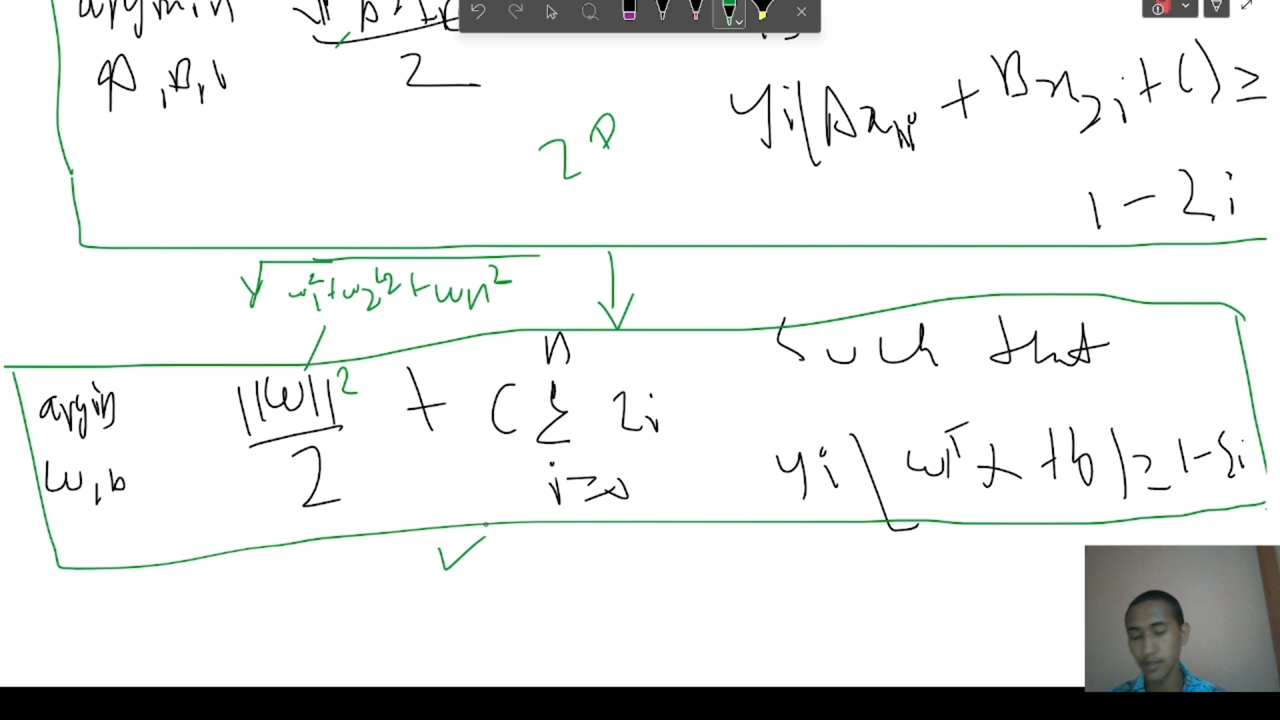 argmin
A, B, b 2
yi(Ax1i + Bx2i + C) ≥
2D
1 - ξi
√w1² + w2² + wn²
such that
argmin ||w||² / 2 + C Σ ξi
w, b
n
i=0
yi(wTx + b) ≥ 1 - ξi